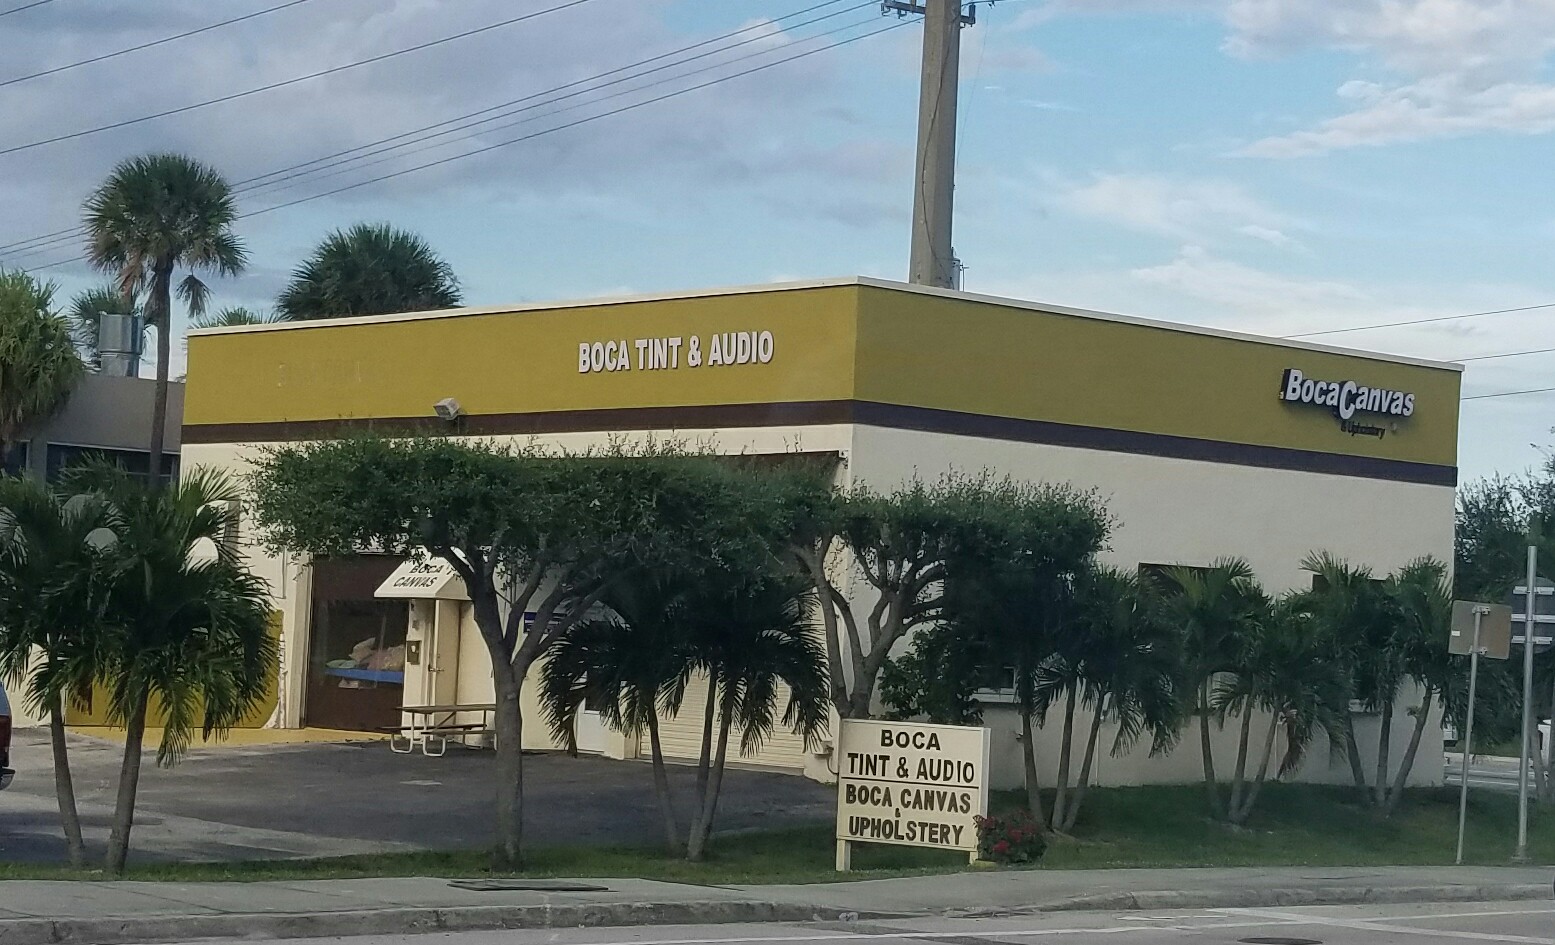 BOCA TINT & AUDIO
BocaCanvas
& Upholstery
BOCA
CANVAS
BOCA
TINT & AUDIO
BOCA CANVAS
&
UPHOLSTERY